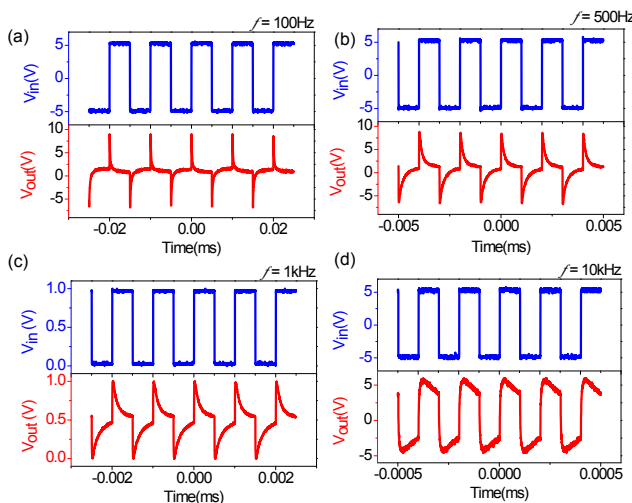 (a)
f = 100Hz
5
0
-5
Vin(V)
10
5
0
-5
Vout(V)
-0.02 0.00 0.02
Time(ms)
(b)
f = 500Hz
5
0
-5
Vin(V)
10
5
0
-5
Vout(V)
-0.005 0.000 0.005
Time(ms)
(c)
f = 1kHz
1.0
0.5
0.0
Vin (V)
1.0
0.5
0.0
Vout (V)
-0.002 0.000 0.002
Time(ms)
(d)
f = 10kHz
5
0
-5
Vin(V)
5
0
-5
Vout(V)
-0.0005 0.0000 0.0005
Time(ms)